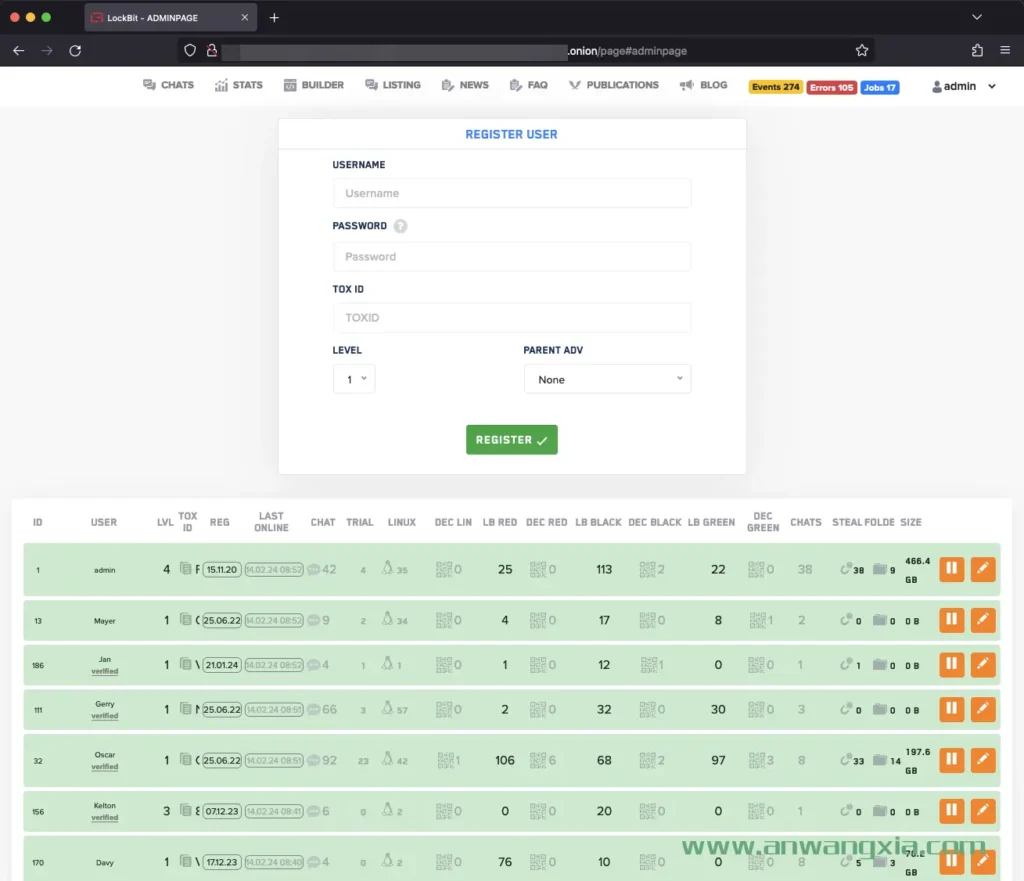 LockBit - ADMINPAGE
.onion/page#adminpage
CHATS STATS BUILDER LISTING NEWS FAQ PUBLICATIONS BLOG Events 274 Errors 105 Jobs 17 admin
REGISTER USER
USERNAME
Username
PASSWORD ?
Password
TOX ID
TOXID
LEVEL PARENT ADV
1 None
REGISTER
ID USER LVL TOX ID REG LAST ONLINE CHAT TRIAL LINUX DEC LIN LB RED DEC RED LB BLACK DEC BLACK LB GREEN DEC GREEN CHATS STEAL FOLDE SIZE
1 admin 4 15.11.20 14.02.24 08:52 42 4 35 0 25 0 113 2 22 0 38 38 9 466.4 GB
13 Mayer 1 25.06.22 14.02.24 08:52 9 2 34 0 4 0 17 0 8 1 2 0 0 0 B
186 Jan verified 1 21.01.24 14.02.24 08:52 4 1 1 0 1 0 12 1 0 0 1 1 0 0 B
111 Gerry verified 1 25.06.22 14.02.24 08:51 66 3 57 0 2 0 32 0 30 0 3 0 0 0 B
32 Oscar verified 1 25.06.22 14.02.24 08:51 92 23 42 1 106 6 68 2 97 3 8 33 14 197.6 GB
156 Kelton verified 3 07.12.23 14.02.24 08:41 6 0 2 0 0 0 20 0 0 0 1 0 0 0 B
170 Davy 1 17.12.23 14.02.24 08:40 4 0 2 0 76 0 10 0 0 0 8 5 3 GB
www.anwangxia.com